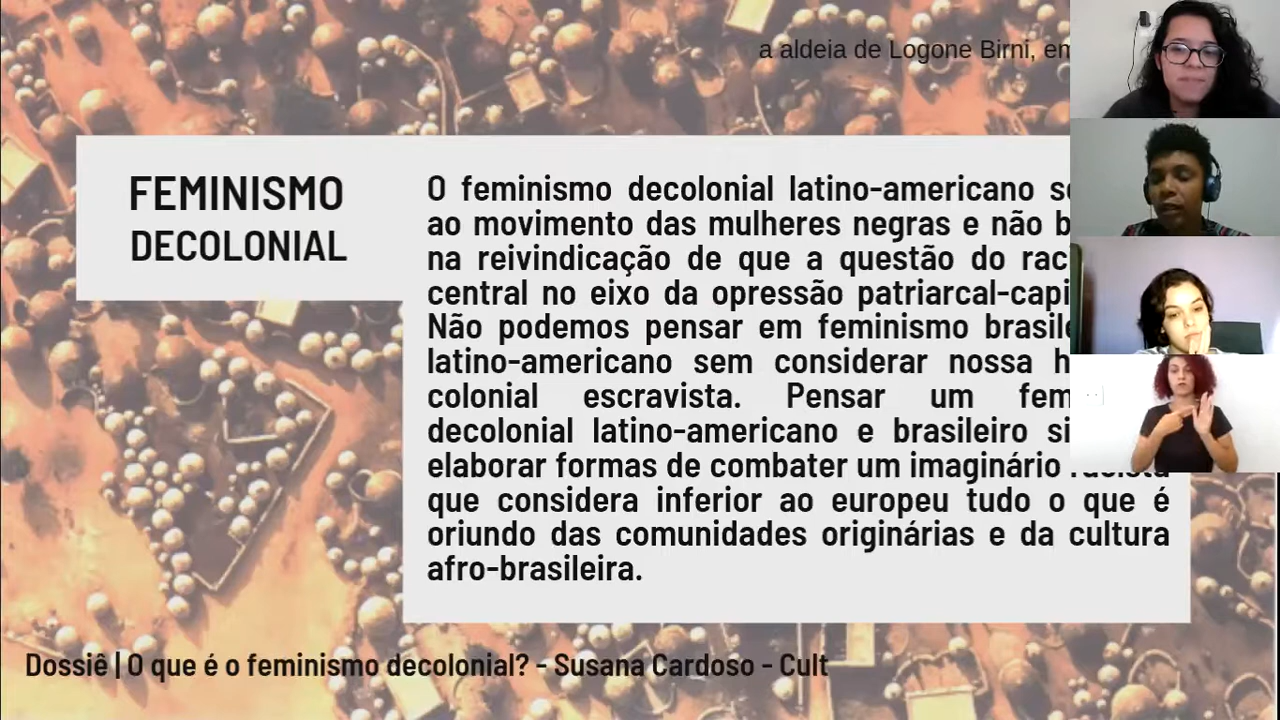 a aldeia de Logone Birni, em
FEMINISMO
DECOLONIAL
O feminismo decolonial latino-americano
ao movimento das mulheres negras e não
na reivindicação de que a questão do
central no eixo da opressão
Não podemos pensar em feminismo
latino-americano sem considerar nossa
colonial escravista. Pensar um
decolonial latino-americano e brasileiro
elaborar formas de combater um imaginário
que considera inferior ao europeu tudo o que é
oriundo das comunidades originárias e da cultura
afro-brasileira.
Dossiê | O que é o feminismo decolonial? - Susana Cardoso - Cult